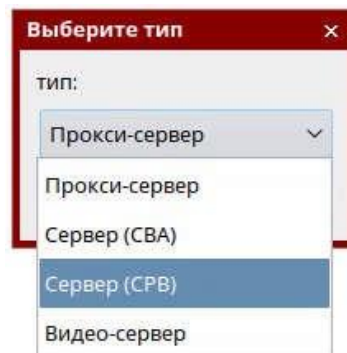 Выберите тип ×
тип:
Прокси-сервер
Прокси-сервер
Сервер (СВА)
Сервер (СРВ)
Видео-сервер